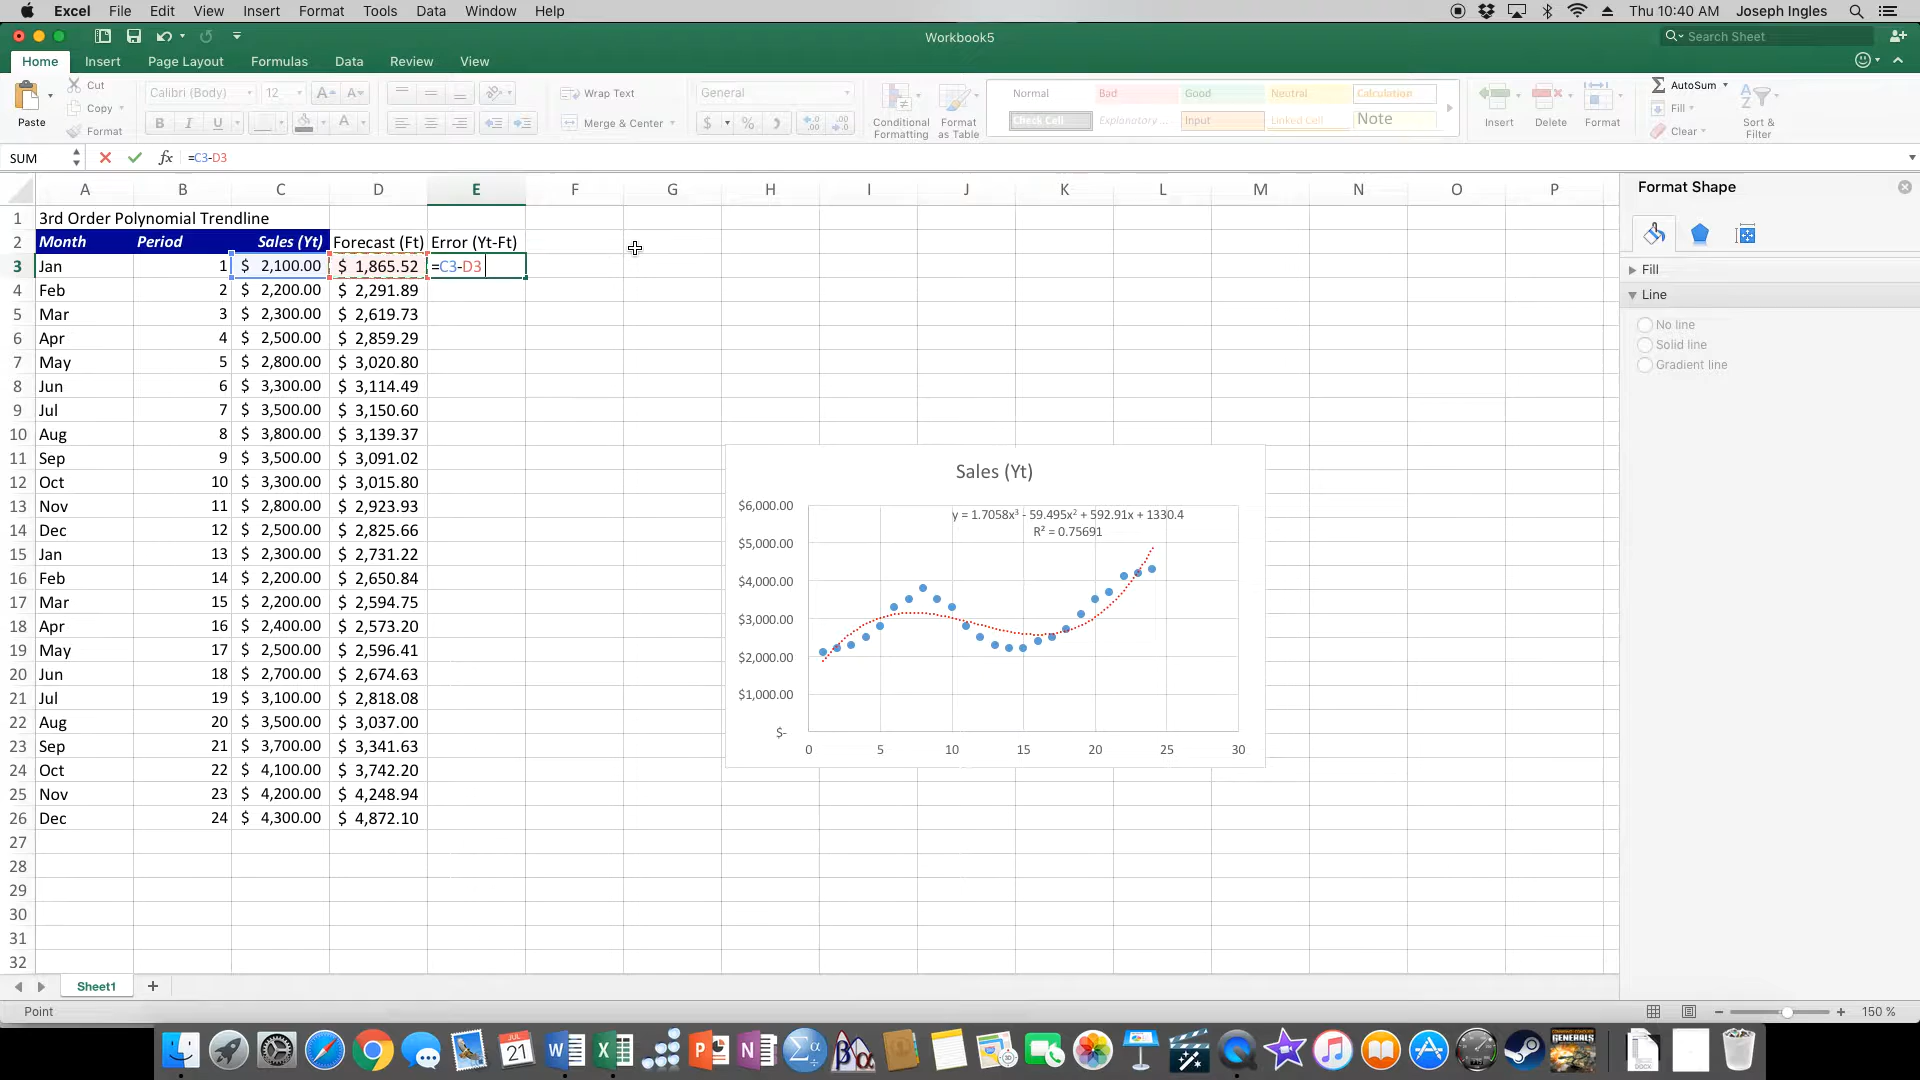 Excel File Edit View Insert Format Tools Data Window Help Thu 10:40 AM Joseph Ingles
Workbook5 Search Sheet
Home Insert Page Layout Formulas Data Review View
Paste Cut Copy Format Calibri (Body) 12 Wrap Text Merge & Center General Conditional Formatting Format as Table Normal Bad Good Neutral Calculation Check Cell Explanatory ... Input Linked Cell Note Insert Delete Format AutoSum Fill Clear Sort & Filter
SUM fx =C3-D3
A B C D E F G H I J K L M N O P
1 3rd Order Polynomial Trendline
2 Month Period Sales (Yt) Forecast (Ft) Error (Yt-Ft)
3 Jan 1 $ 2,100.00 $ 1,865.52 =C3-D3
4 Feb 2 $ 2,200.00 $ 2,291.89
5 Mar 3 $ 2,300.00 $ 2,619.73
6 Apr 4 $ 2,500.00 $ 2,859.29
7 May 5 $ 2,800.00 $ 3,020.80
8 Jun 6 $ 3,300.00 $ 3,114.49
9 Jul 7 $ 3,500.00 $ 3,150.60
10 Aug 8 $ 3,800.00 $ 3,139.37
11 Sep 9 $ 3,500.00 $ 3,091.02
12 Oct 10 $ 3,300.00 $ 3,015.80
13 Nov 11 $ 2,800.00 $ 2,923.93
14 Dec 12 $ 2,500.00 $ 2,825.66
15 Jan 13 $ 2,300.00 $ 2,731.22
16 Feb 14 $ 2,200.00 $ 2,650.84
17 Mar 15 $ 2,200.00 $ 2,594.75
18 Apr 16 $ 2,400.00 $ 2,573.20
19 May 17 $ 2,500.00 $ 2,596.41
20 Jun 18 $ 2,700.00 $ 2,674.63
21 Jul 19 $ 3,100.00 $ 2,818.08
22 Aug 20 $ 3,500.00 $ 3,037.00
23 Sep 21 $ 3,700.00 $ 3,341.63
24 Oct 22 $ 4,100.00 $ 3,742.20
25 Nov 23 $ 4,200.00 $ 4,248.94
26 Dec 24 $ 4,300.00 $ 4,872.10
27
28
29
30
31
32
Sales (Yt)
y = 1.7058x³ - 59.495x² + 592.91x + 1330.4
R² = 0.75691
$6,000.00
$5,000.00
$4,000.00
$3,000.00
$2,000.00
$1,000.00
$-
0 5 10 15 20 25 30
Format Shape
Fill
Line
No line
Solid line
Gradient line
Sheet1
Point 150 %
JUL
21
GENERALS
DOCX